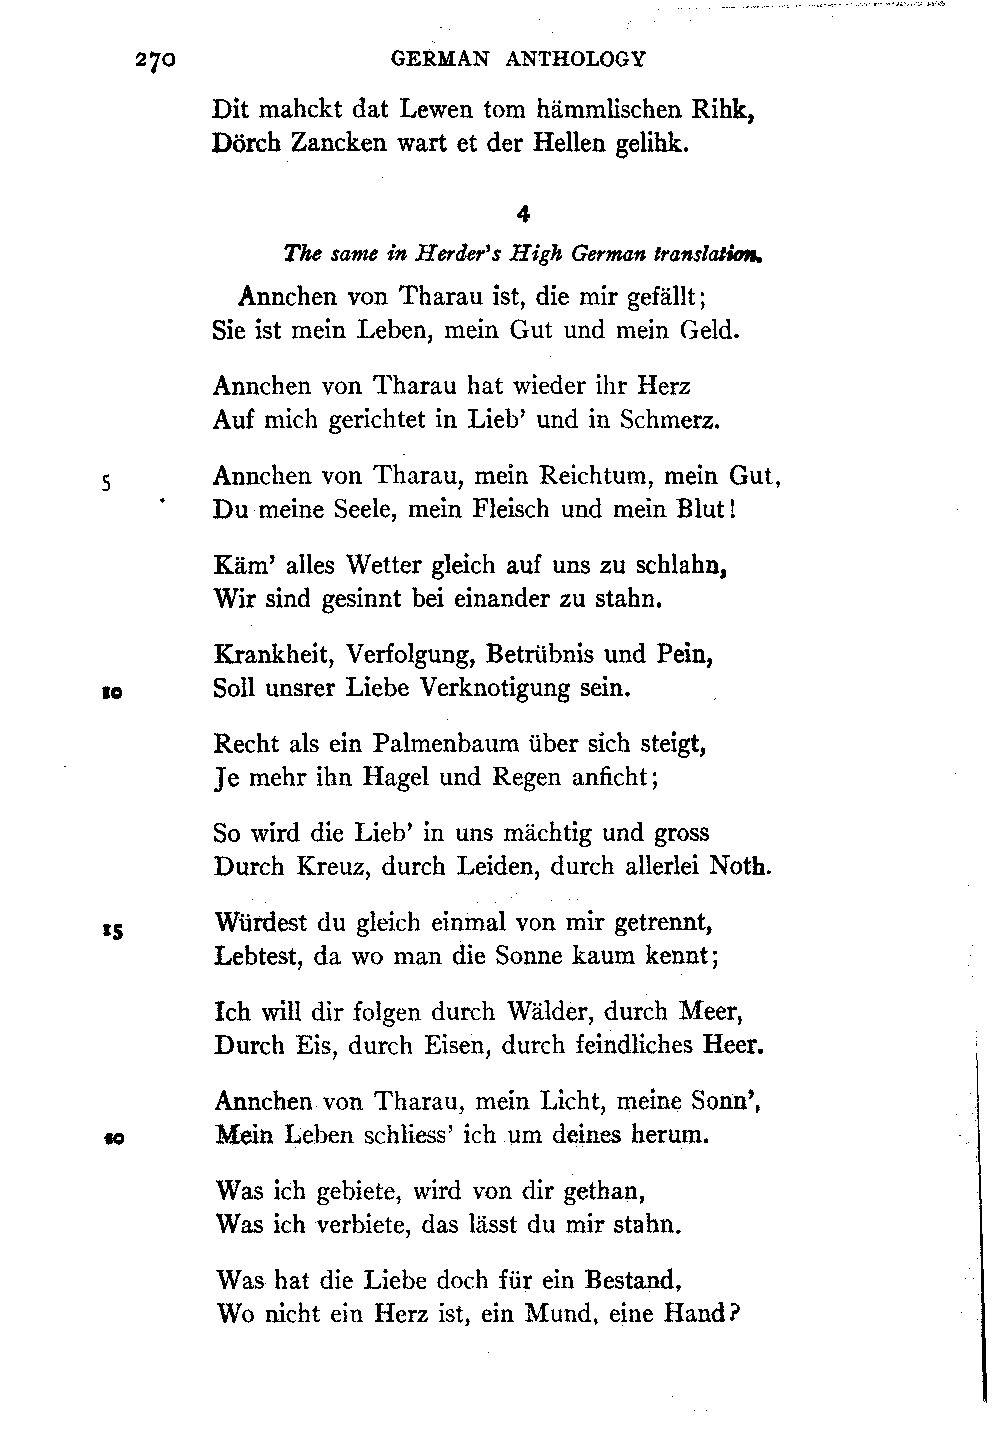 270 GERMAN ANTHOLOGY
Dit mahckt dat Lewen tom hämmlischen Rihk,
Dörch Zancken wart et der Hellen gelihk.
4
The same in Herder's High German translation.
Annchen von Tharau ist, die mir gefällt;
Sie ist mein Leben, mein Gut und mein Geld.
Annchen von Tharau hat wieder ihr Herz
Auf mich gerichtet in Lieb' und in Schmerz.
5 Annchen von Tharau, mein Reichtum, mein Gut,
Du meine Seele, mein Fleisch und mein Blut!
Käm' alles Wetter gleich auf uns zu schlahn,
Wir sind gesinnt bei einander zu stahn.
Krankheit, Verfolgung, Betrübnis und Pein,
10 Soll unsrer Liebe Verknotigung sein.
Recht als ein Palmenbaum über sich steigt,
Je mehr ihn Hagel und Regen anficht;
So wird die Lieb' in uns mächtig und gross
Durch Kreuz, durch Leiden, durch allerlei Noth.
15 Würdest du gleich einmal von mir getrennt,
Lebtest, da wo man die Sonne kaum kennt;
Ich will dir folgen durch Wälder, durch Meer,
Durch Eis, durch Eisen, durch feindliches Heer.
Annchen von Tharau, mein Licht, meine Sonn',
20 Mein Leben schliess' ich um deines herum.
Was ich gebiete, wird von dir gethan,
Was ich verbiete, das lässt du mir stahn.
Was hat die Liebe doch für ein Bestand,
Wo nicht ein Herz ist, ein Mund, eine Hand?